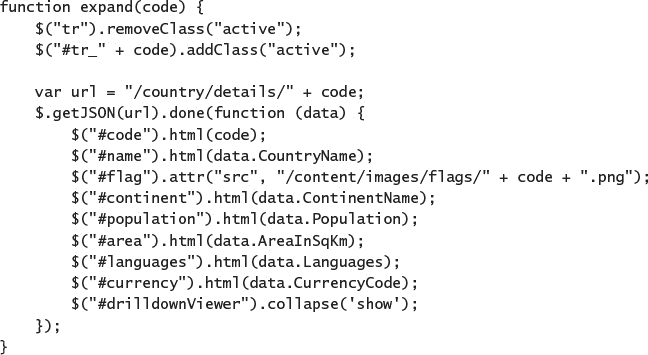 function expand(code) {
    $("tr").removeClass("active");
    $("#tr_" + code).addClass("active");

    var url = "/country/details/" + code;
    $.getJSON(url).done(function (data) {
        $("#code").html(code);
        $("#name").html(data.CountryName);
        $("#flag").attr("src", "/content/images/flags/" + code + ".png");
        $("#continent").html(data.ContinentName);
        $("#population").html(data.Population);
        $("#area").html(data.AreaInSqKm);
        $("#languages").html(data.Languages);
        $("#currency").html(data.CurrencyCode);
        $("#drilldownViewer").collapse('show');
    });
}